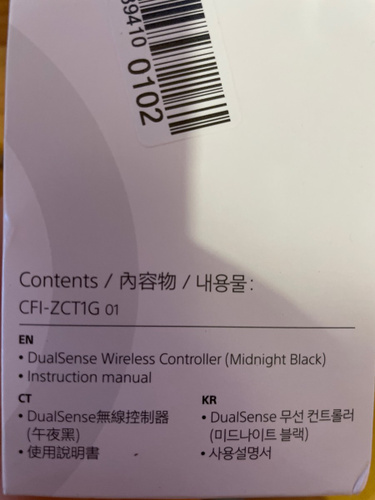 39410 0102
Contents / 內容物 / 내용물:
CFI-ZCT1G 01
EN
• DualSense Wireless Controller (Midnight Black)
• Instruction manual
CT
• DualSense無線控制器
(午夜黑)
• 使用說明書
KR
• DualSense 무선 컨트롤러
(미드나이트 블랙)
• 사용설명서